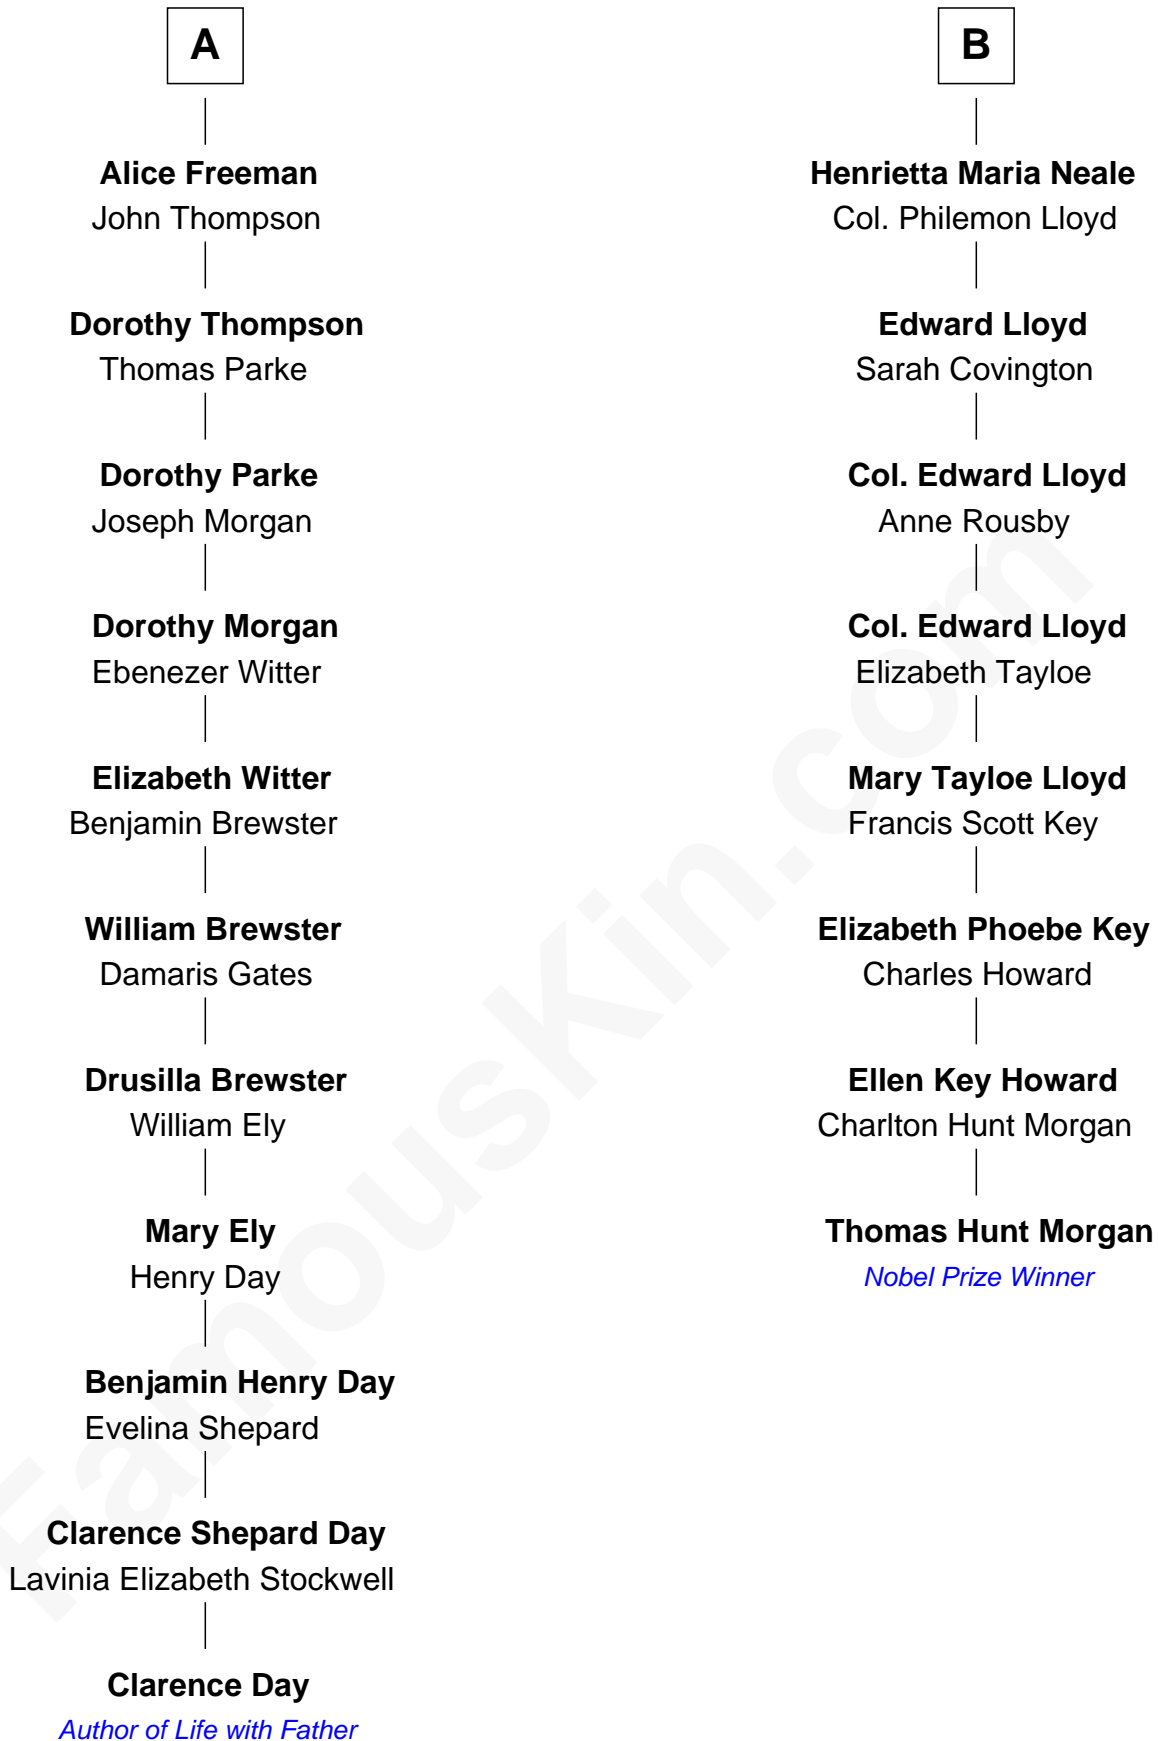 A
Alice Freeman
John Thompson
Dorothy Thompson
Thomas Parke
Dorothy Parke
Joseph Morgan
Dorothy Morgan
Ebenezer Witter
Elizabeth Witter
Benjamin Brewster
William Brewster
Damaris Gates
Drusilla Brewster
William Ely
Mary Ely
Henry Day
Benjamin Henry Day
Evelina Shepard
Clarence Shepard Day
Lavinia Elizabeth Stockwell
Clarence Day
Author of Life with Father
B
Henrietta Maria Neale
Col. Philemon Lloyd
Edward Lloyd
Sarah Covington
Col. Edward Lloyd
Anne Rousby
Col. Edward Lloyd
Elizabeth Tayloe
Mary Tayloe Lloyd
Francis Scott Key
Elizabeth Phoebe Key
Charles Howard
Ellen Key Howard
Charlton Hunt Morgan
Thomas Hunt Morgan
Nobel Prize Winner
FamousKin.com